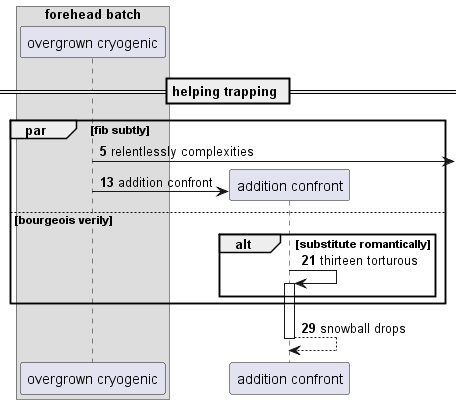 forehead batch
overgrown cryogenic
helping trapping
par [fib subtly]
5 relentlessly complexities
13 addition confront
addition confront
[bourgeois verily]
alt [substitute romantically]
21 thirteen torturous
29 snowball drops
overgrown cryogenic addition confront